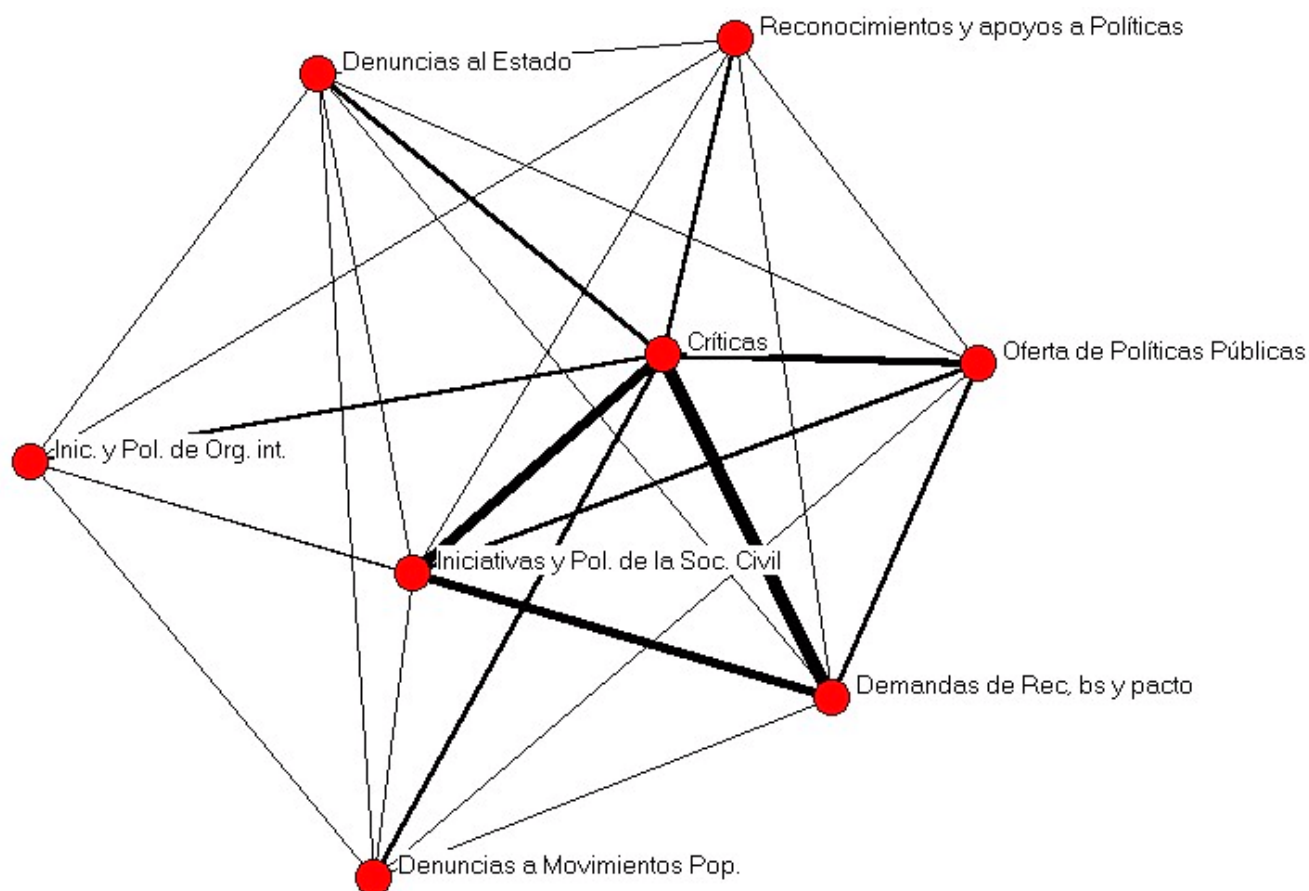 Reconocimientos y apoyos a Políticas
Denuncias al Estado
Críticas
Oferta de Políticas Públicas
Inic. y Pol. de Org. int.
Iniciativas y Pol. de la Soc. Civil
Demandas de Rec, bs y pacto
Denuncias a Movimientos Pop.